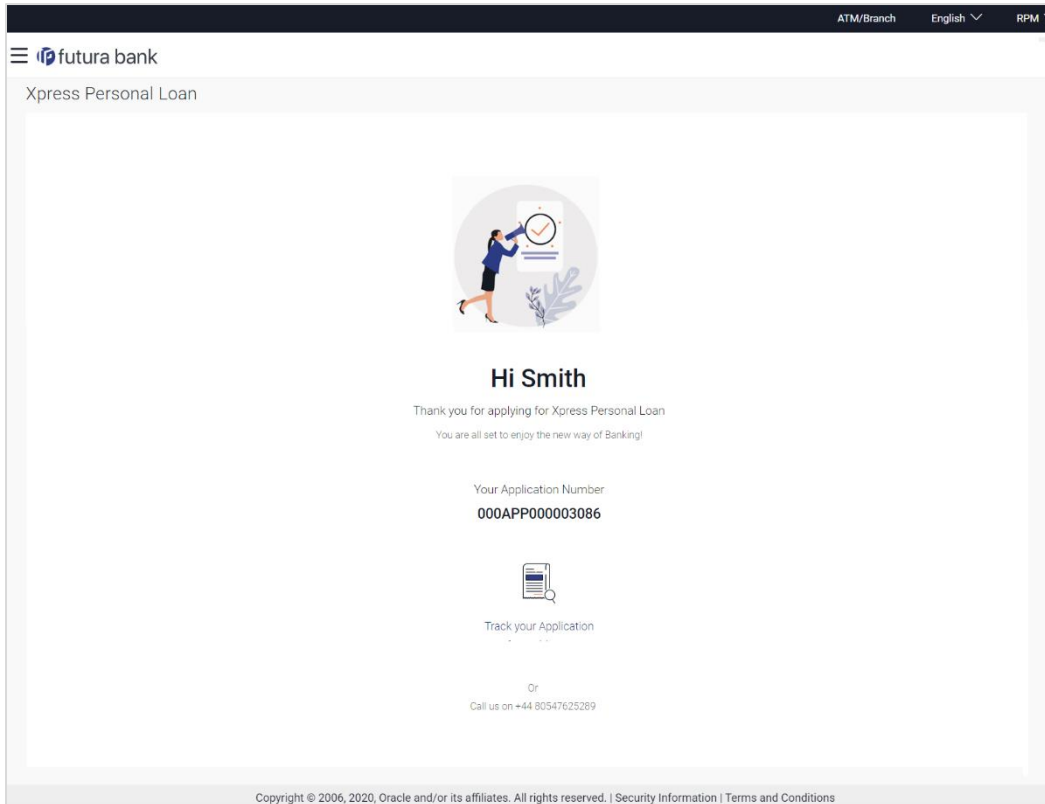 ATM/Branch English RPM
futura bank
Xpress Personal Loan
Hi Smith
Thank you for applying for Xpress Personal Loan
You are all set to enjoy the new way of Banking!
Your Application Number
000APP000003086
Track your Application
Or
Call us on +44 80547625289
Copyright © 2006, 2020, Oracle and/or its affiliates. All rights reserved. | Security Information | Terms and Conditions